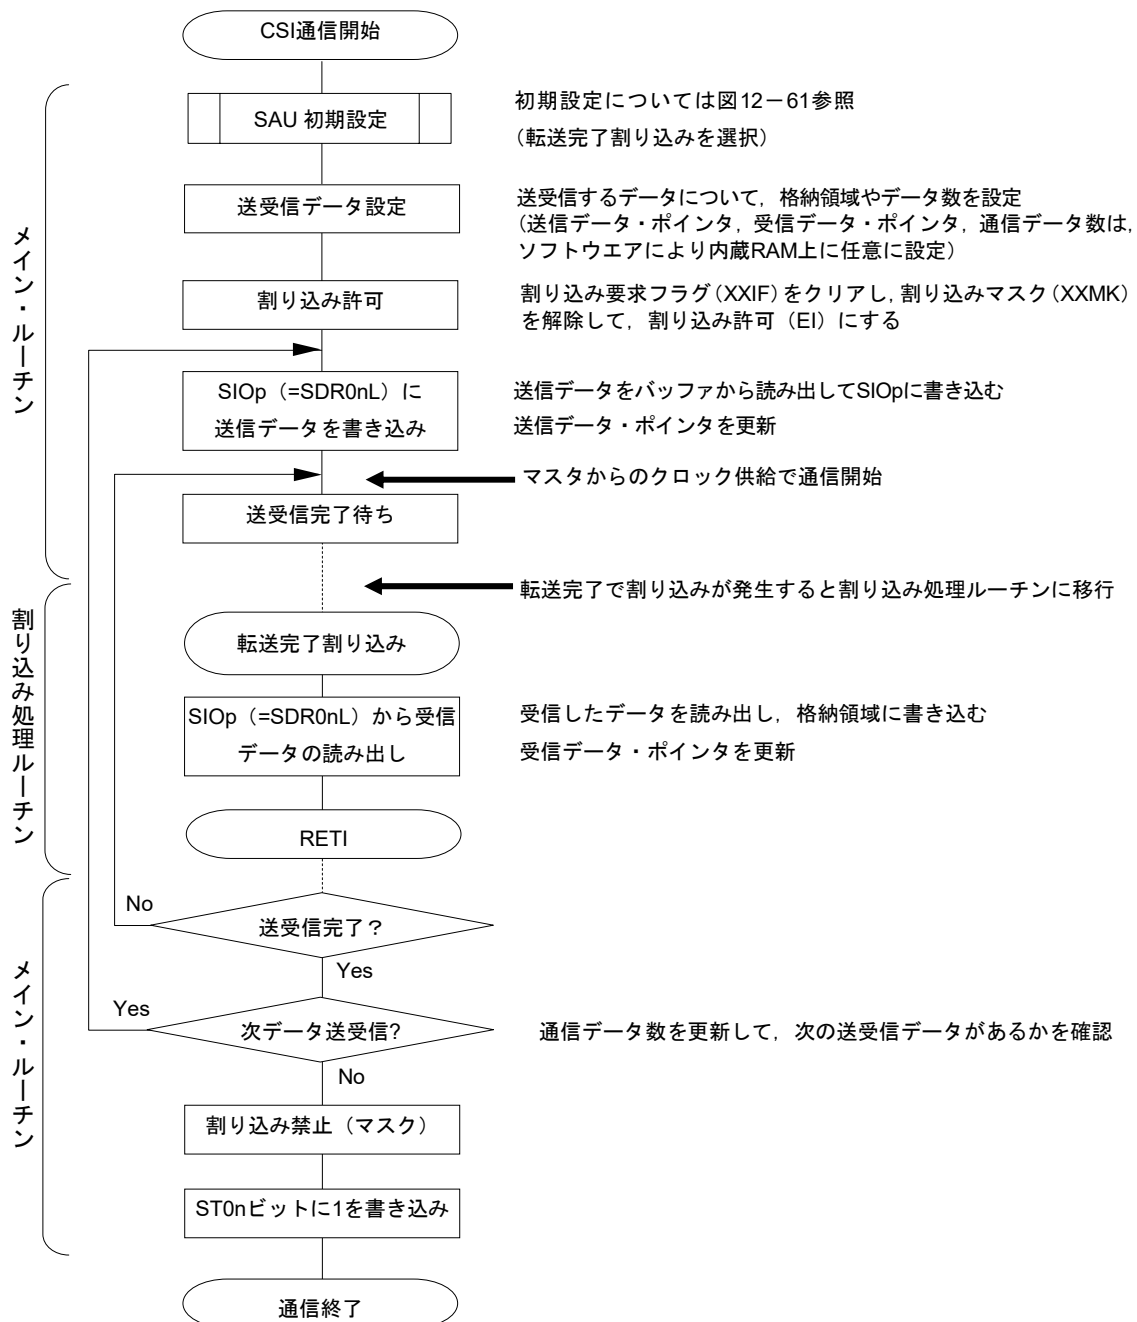 CSI通信開始
SAU 初期設定
初期設定については図12－61参照
（転送完了割り込みを選択）
送受信データ設定
送受信するデータについて，格納領域やデータ数を設定
（送信データ・ポインタ，受信データ・ポインタ，通信データ数は，
ソフトウエアにより内蔵RAM上に任意に設定）
メイン・ルーチン
割り込み許可
割り込み要求フラグ（XXIF）をクリアし，割り込みマスク（XXMK）
を解除して，割り込み許可（EI）にする
SIOp（=SDR0nL）に
送信データを書き込み
送信データをバッファから読み出してSIOpに書き込む
送信データ・ポインタを更新
マスタからのクロック供給で通信開始
送受信完了待ち
転送完了で割り込みが発生すると割り込み処理ルーチンに移行
割り込み処理ルーチン
転送完了割り込み
SIOp（=SDR0nL）から受信
データの読み出し
受信したデータを読み出し，格納領域に書き込む
受信データ・ポインタを更新
RETI
No
送受信完了？
Yes
メイン・ルーチン
Yes
次データ送受信?
通信データ数を更新して，次の送受信データがあるかを確認
No
割り込み禁止（マスク）
ST0nビットに1を書き込み
通信終了